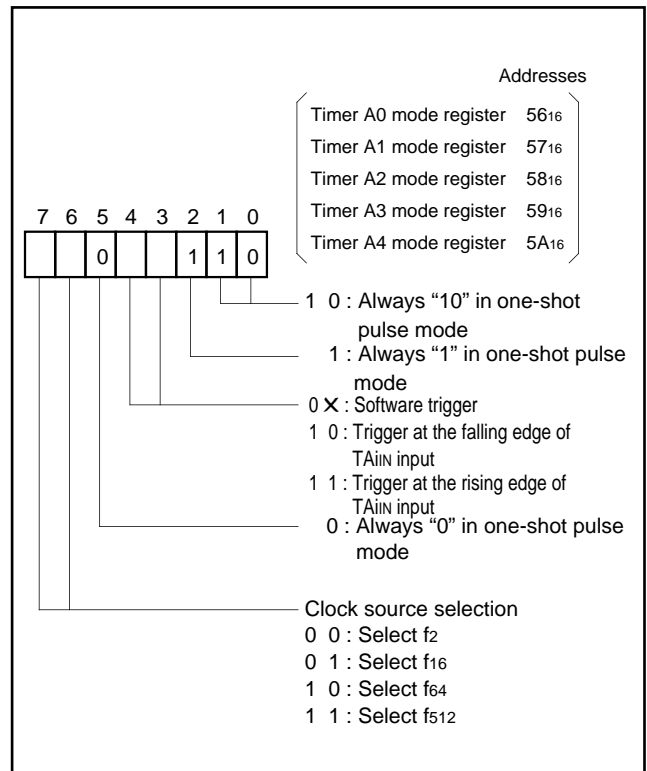 Addresses
Timer A0 mode register 5616
Timer A1 mode register 5716
Timer A2 mode register 5816
Timer A3 mode register 5916
Timer A4 mode register 5A16
7 6 5 4 3 2 1 0
0 1 1 0
1 0 : Always “10” in one-shot
pulse mode
1 : Always “1” in one-shot pulse
mode
0 ✕ : Software trigger
1 0 : Trigger at the falling edge of
TAiIN input
1 1 : Trigger at the rising edge of
TAiIN input
0 : Always “0” in one-shot pulse
mode
Clock source selection
0 0 : Select f2
0 1 : Select f16
1 0 : Select f64
1 1 : Select f512